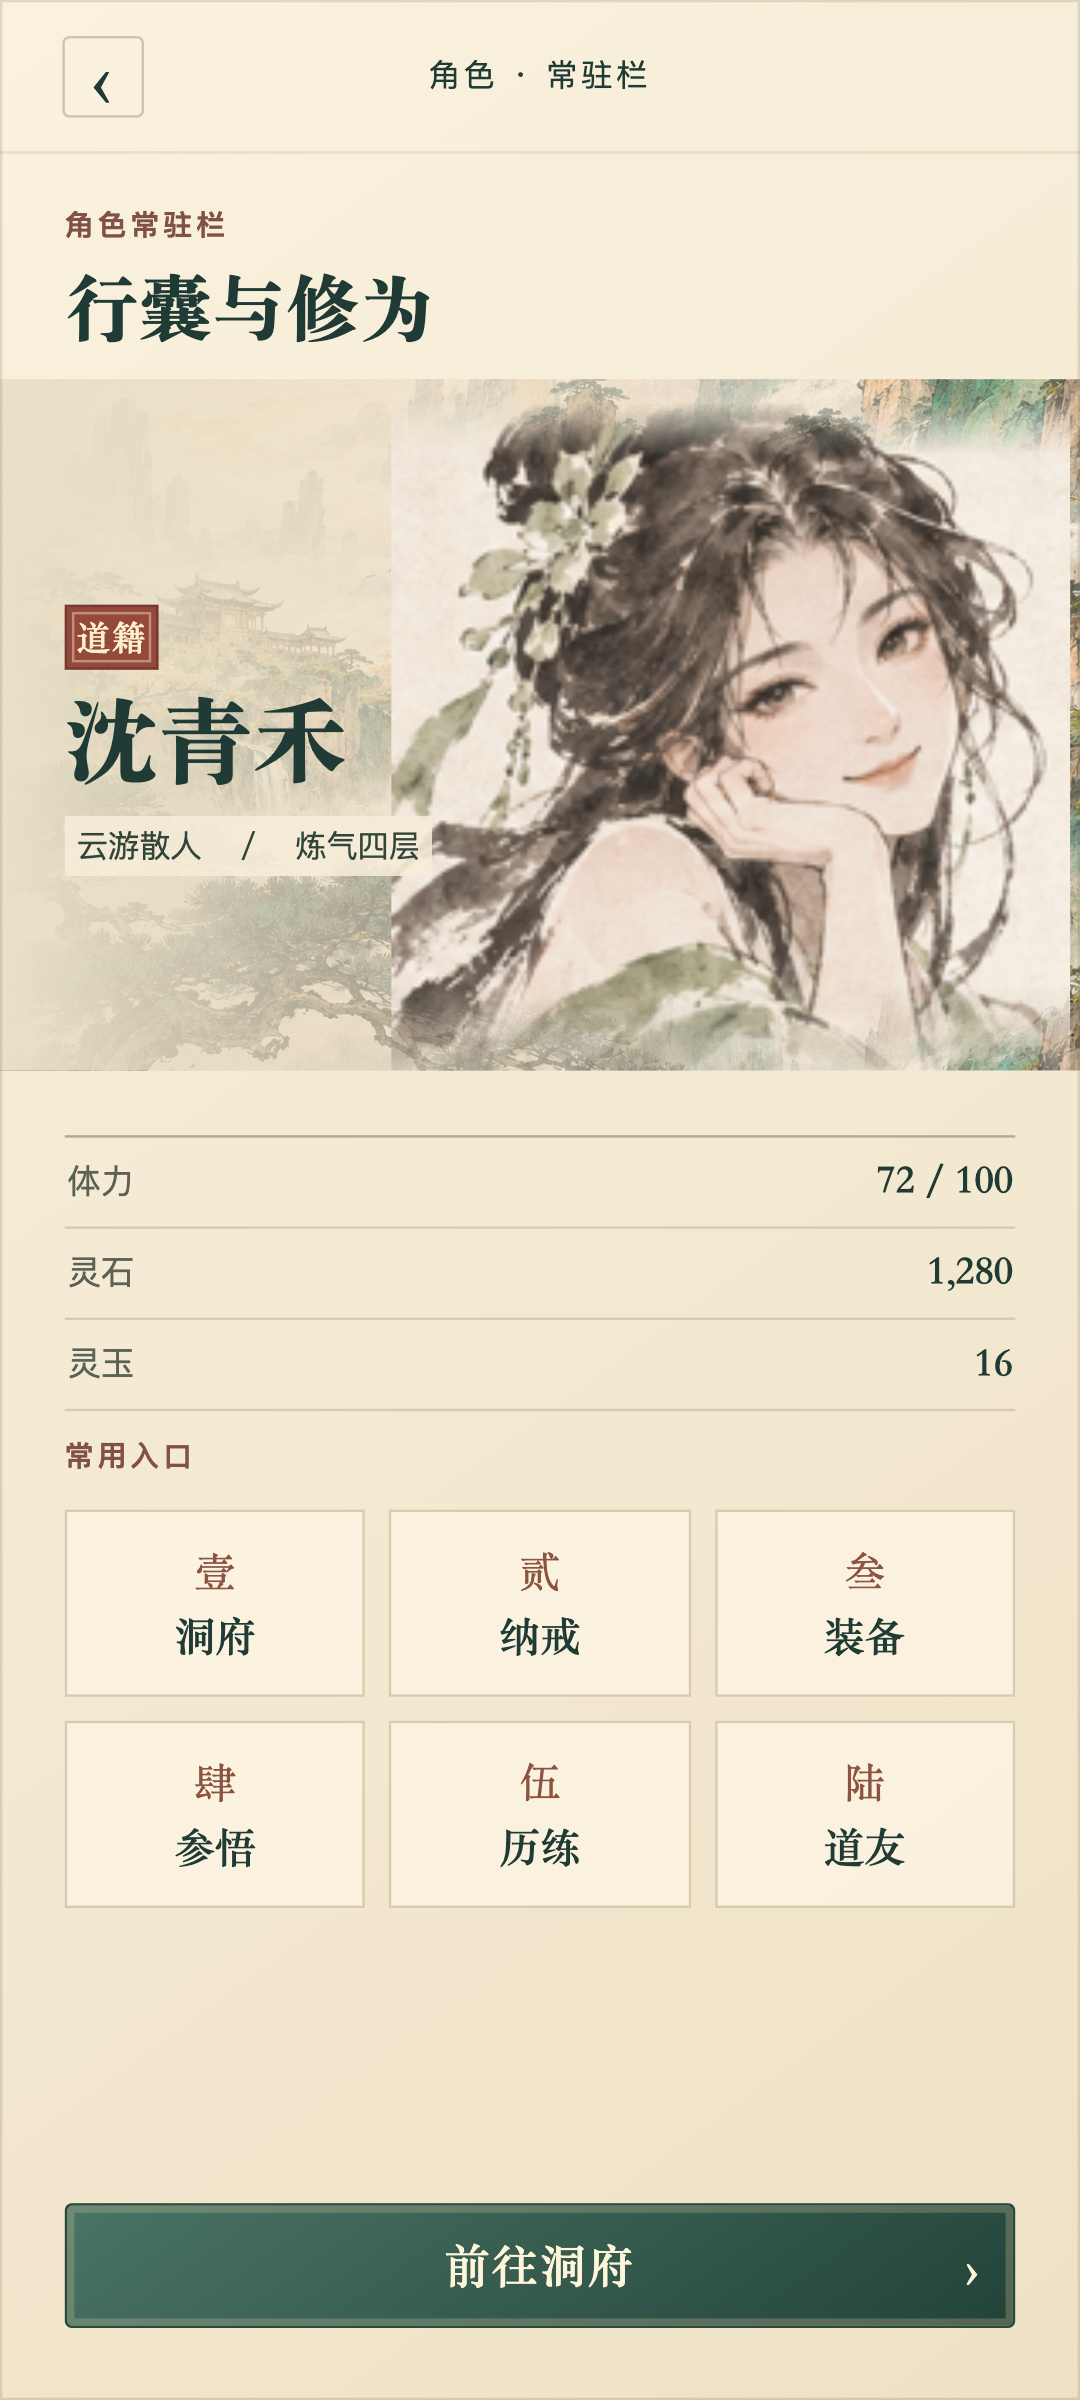 ‹
角色 · 常驻栏
角色常驻栏
行囊与修为
道籍
沈青禾
云游散人 / 炼气四层
体力 72 / 100
灵石 1,280
灵玉 16
常用入口
壹 贰 叁
洞府 纳戒 装备
肆 伍 陆
参悟 历练 道友
前往洞府 ›